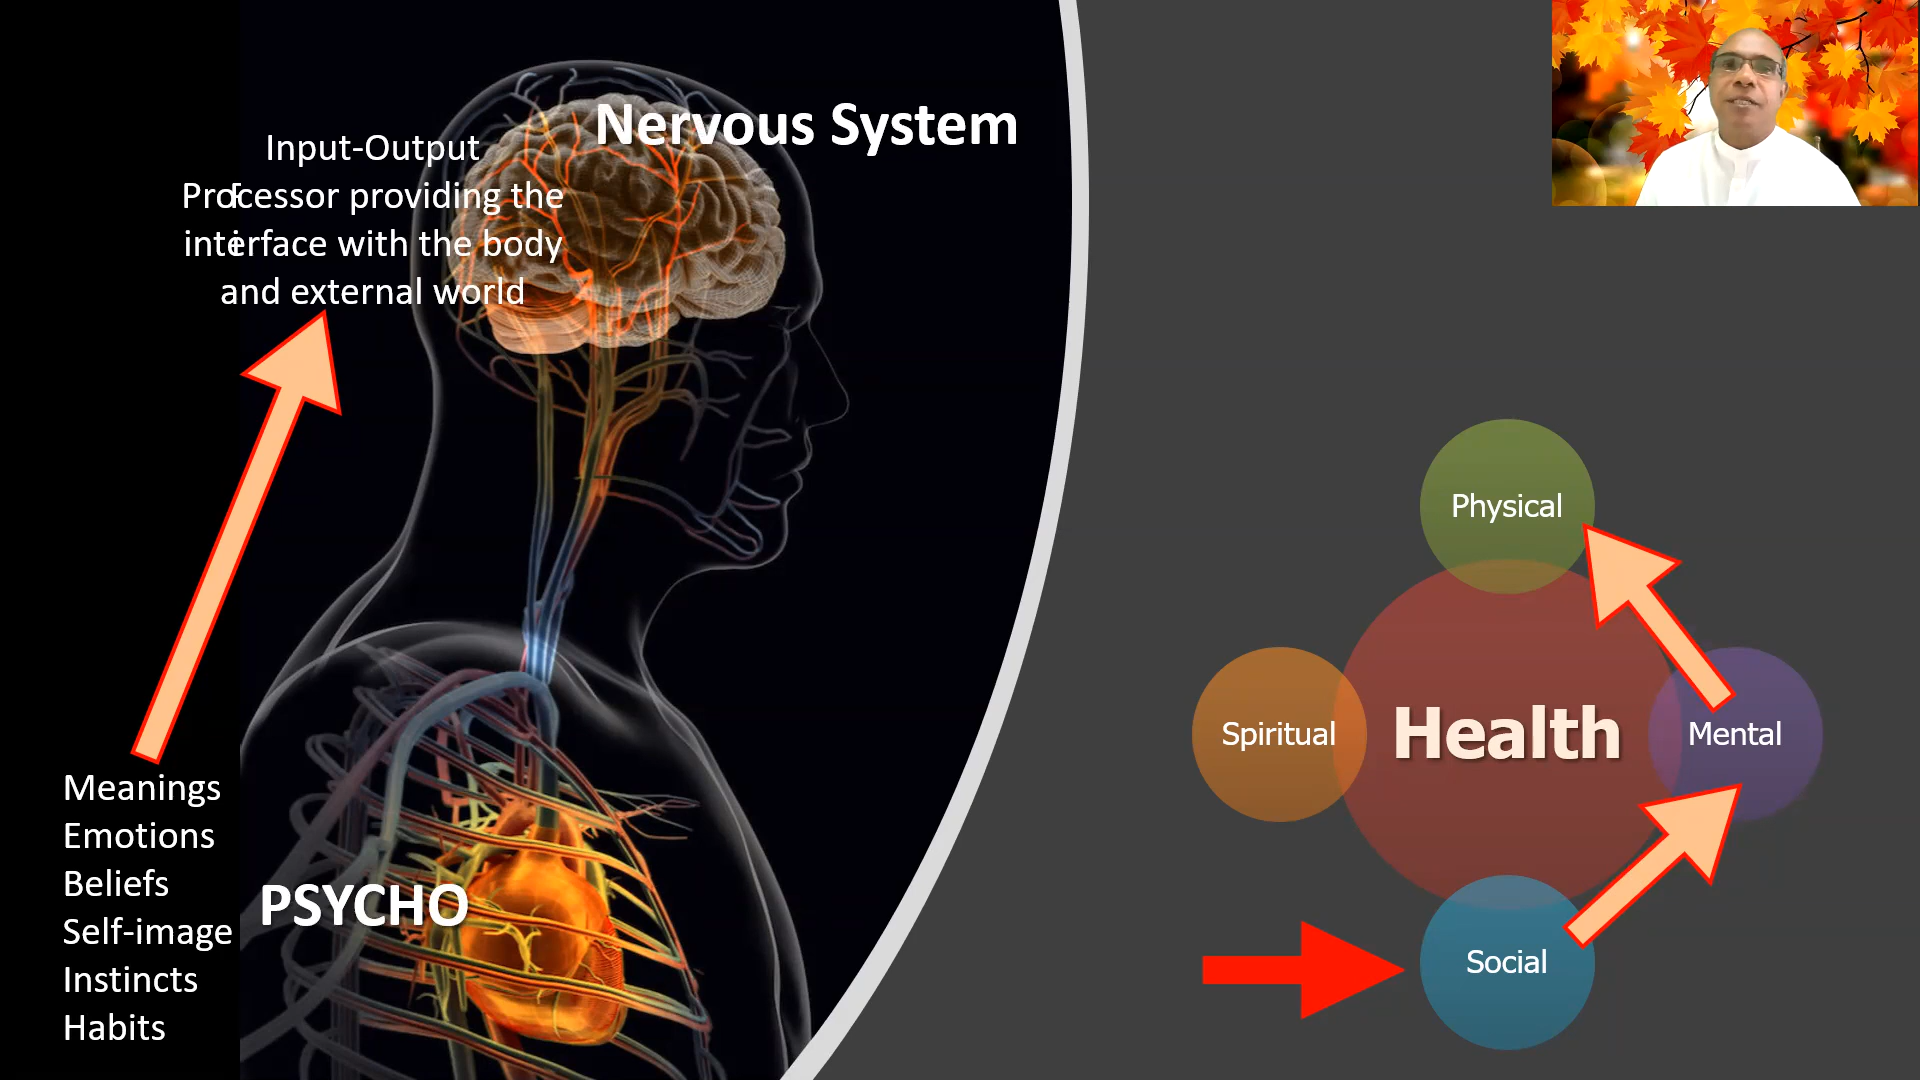 Nervous System
Input-Output
Processor providing the
interface with the body
and external world
Meanings
Emotions
Beliefs
Self-image
Instincts
Habits
PSYCHO
Physical
Spiritual
Health
Mental
Social